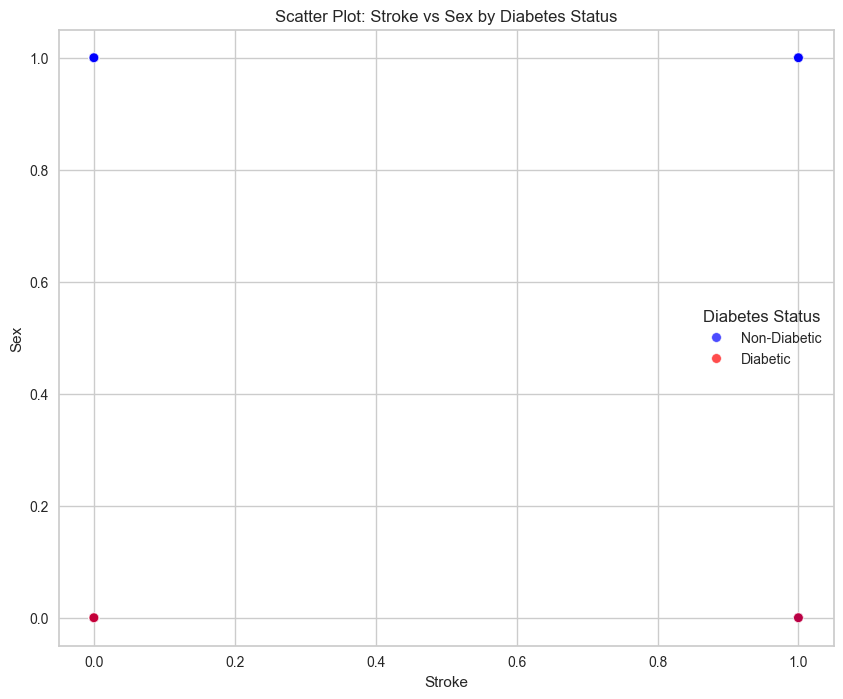 Scatter Plot: Stroke vs Sex by Diabetes Status
1.0
0.8
0.6
0.4
0.2
0.0
Sex
Diabetes Status
Non-Diabetic
Diabetic
0.0 0.2 0.4 0.6 0.8 1.0
Stroke